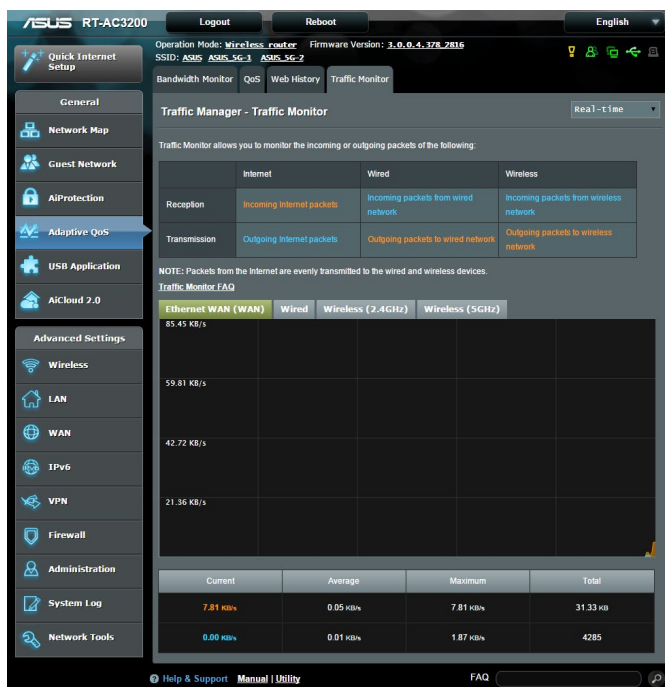 ASUS RT-AC3200 Logout Reboot English
Quick Internet Setup
Operation Mode: Wireless router Firmware Version: 3.0.0.4.378_2816
SSID: ASUS ASUS_5G-1 ASUS_5G-2
Bandwidth Monitor QoS Web History Traffic Monitor
General
Network Map
Guest Network
AiProtection
Adaptive QoS
USB Application
AiCloud 2.0
Advanced Settings
Wireless
LAN
WAN
IPv6
VPN
Firewall
Administration
System Log
Network Tools
Traffic Manager - Traffic Monitor Real-time
Traffic Monitor allows you to monitor the incoming or outgoing packets of the following:
Internet Wired Wireless
Reception Incoming Internet packets Incoming packets from wired network Incoming packets from wireless network
Transmission Outgoing Internet packets Outgoing packets to wired network Outgoing packets to wireless network
NOTE: Packets from the Internet are evenly transmitted to the wired and wireless devices.
Traffic Monitor FAQ
Ethernet WAN (WAN) Wired Wireless (2.4GHz) Wireless (5GHz)
85.45 KB/s
59.81 KB/s
42.72 KB/s
21.36 KB/s
Current Average Maximum Total
7.81 KB/s 0.05 KB/s 7.81 KB/s 31.33 KB
0.00 KB/s 0.01 KB/s 1.87 KB/s 4285
Help & Support Manual | Utility FAQ